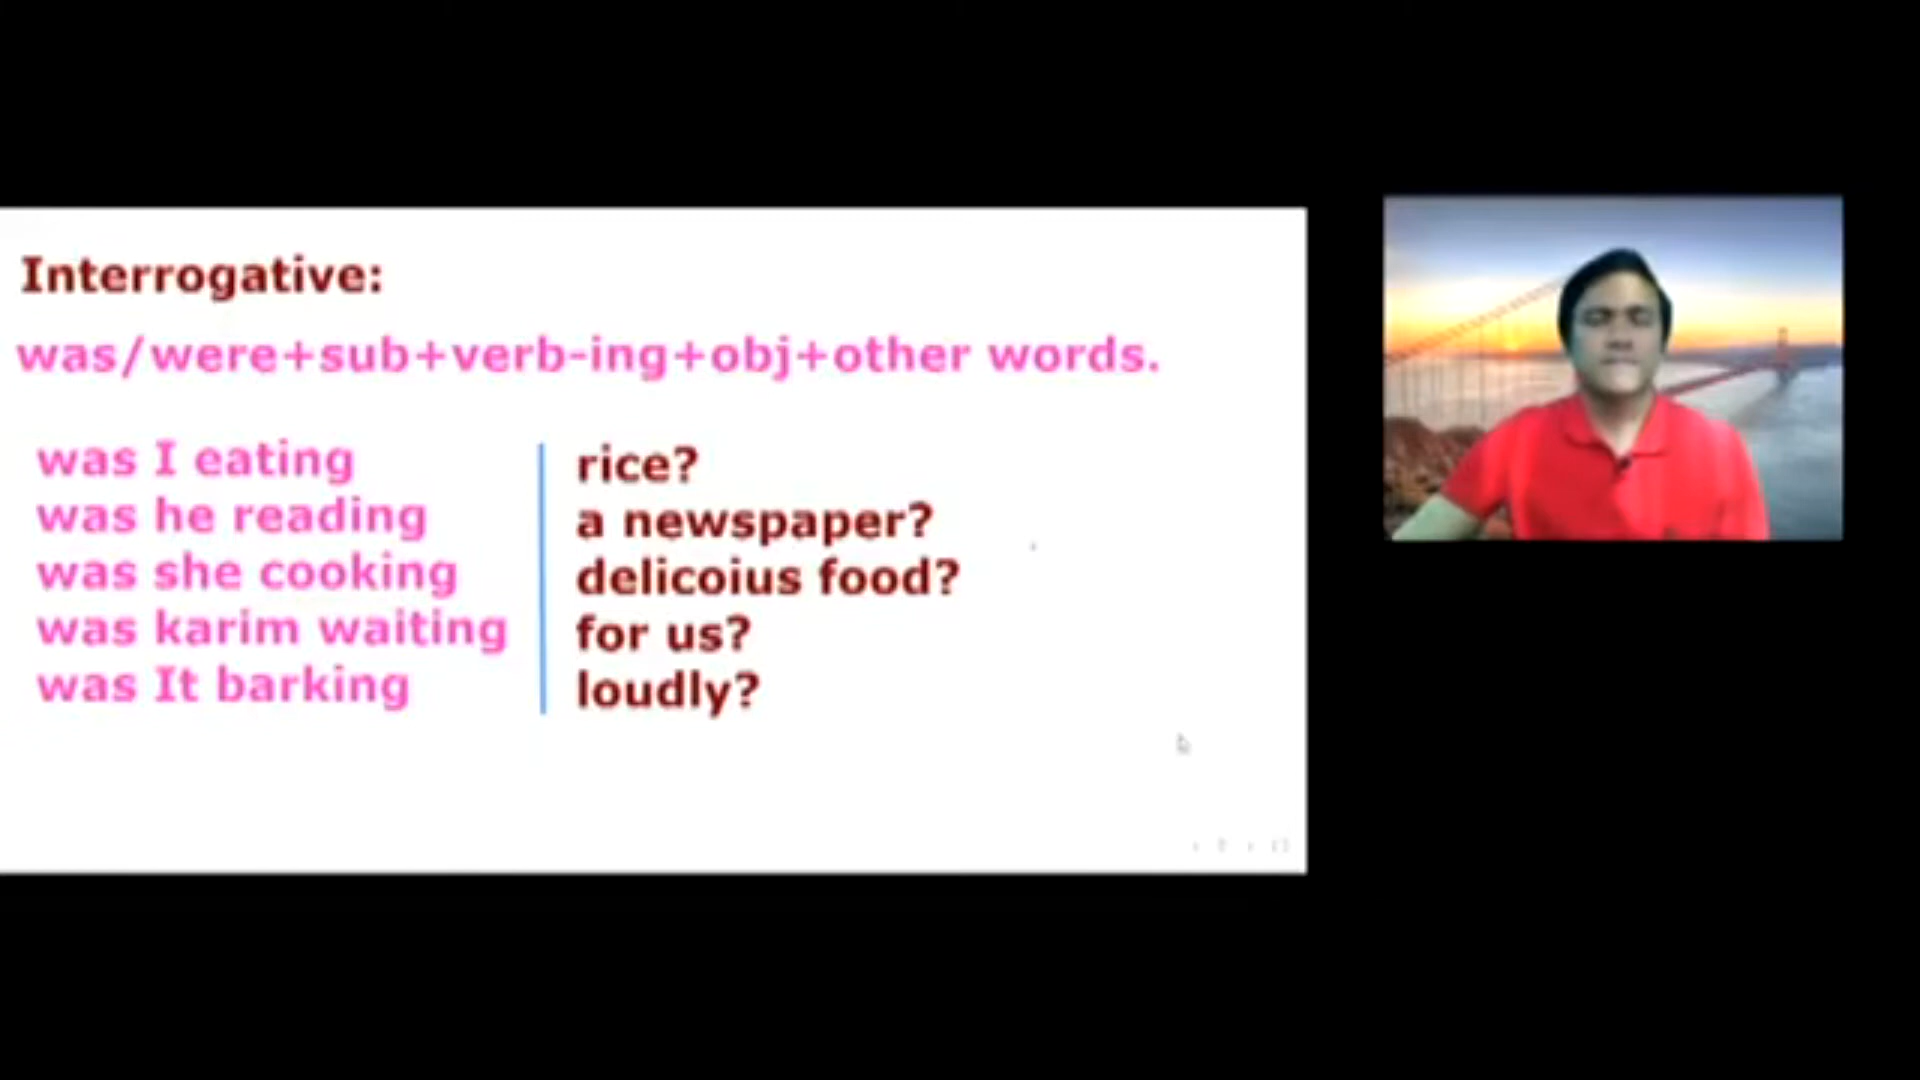 Interrogative:
was/were+sub+verb-ing+obj+other words.
was I eating rice?
was he reading a newspaper?
was she cooking delicoius food?
was karim waiting for us?
was It barking loudly?